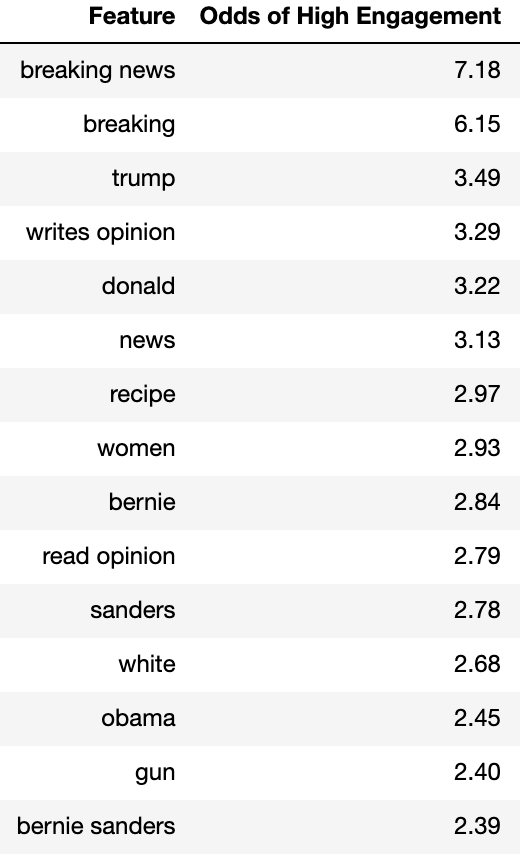 Feature Odds of High Engagement
breaking news 7.18
breaking 6.15
trump 3.49
writes opinion 3.29
donald 3.22
news 3.13
recipe 2.97
women 2.93
bernie 2.84
read opinion 2.79
sanders 2.78
white 2.68
obama 2.45
gun 2.40
bernie sanders 2.39